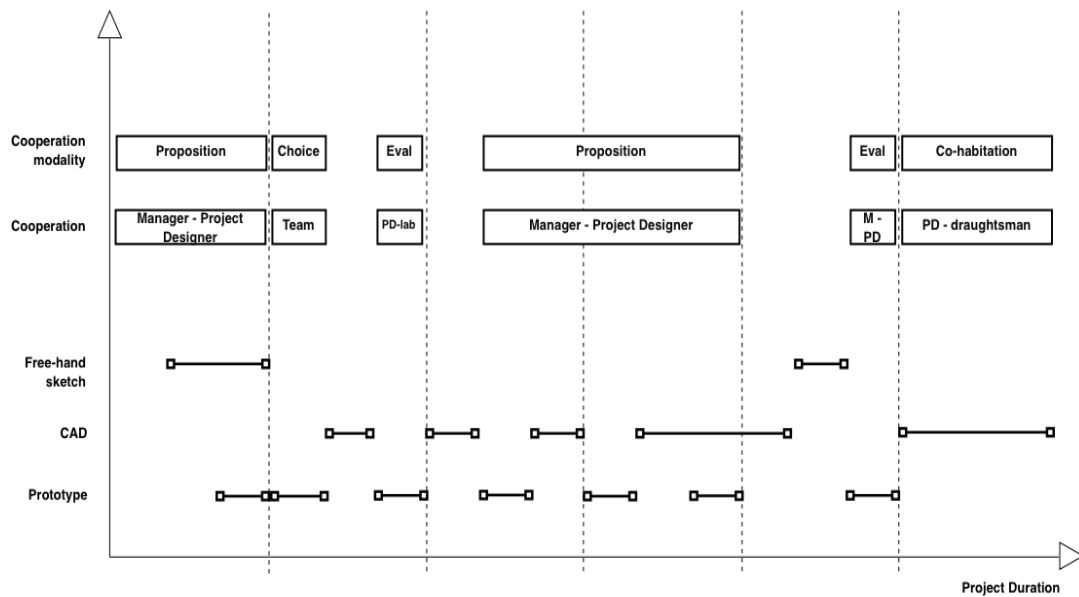 Cooperation
modality
Proposition
Choice
Eval
Proposition
Eval
Co-habitation
Cooperation
Manager - Project
Designer
Team
PD-lab
Manager - Project Designer
M -
PD
PD - draughtsman
Free-hand
sketch
CAD
Prototype
Project Duration